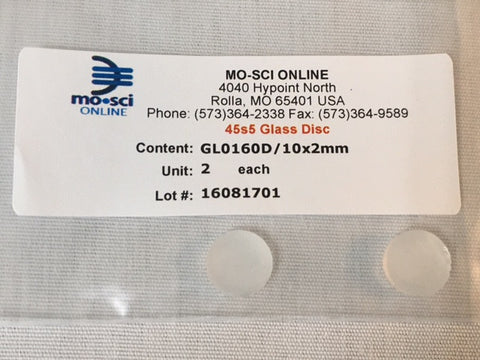 mo•sci
ONLINE
MO-SCI ONLINE
4040 Hypoint North
Rolla, MO 65401 USA
Phone: (573)364-2338 Fax: (573)364-9589
45s5 Glass Disc
Content: GL0160D/10x2mm
Unit: 2 each
Lot #: 16081701